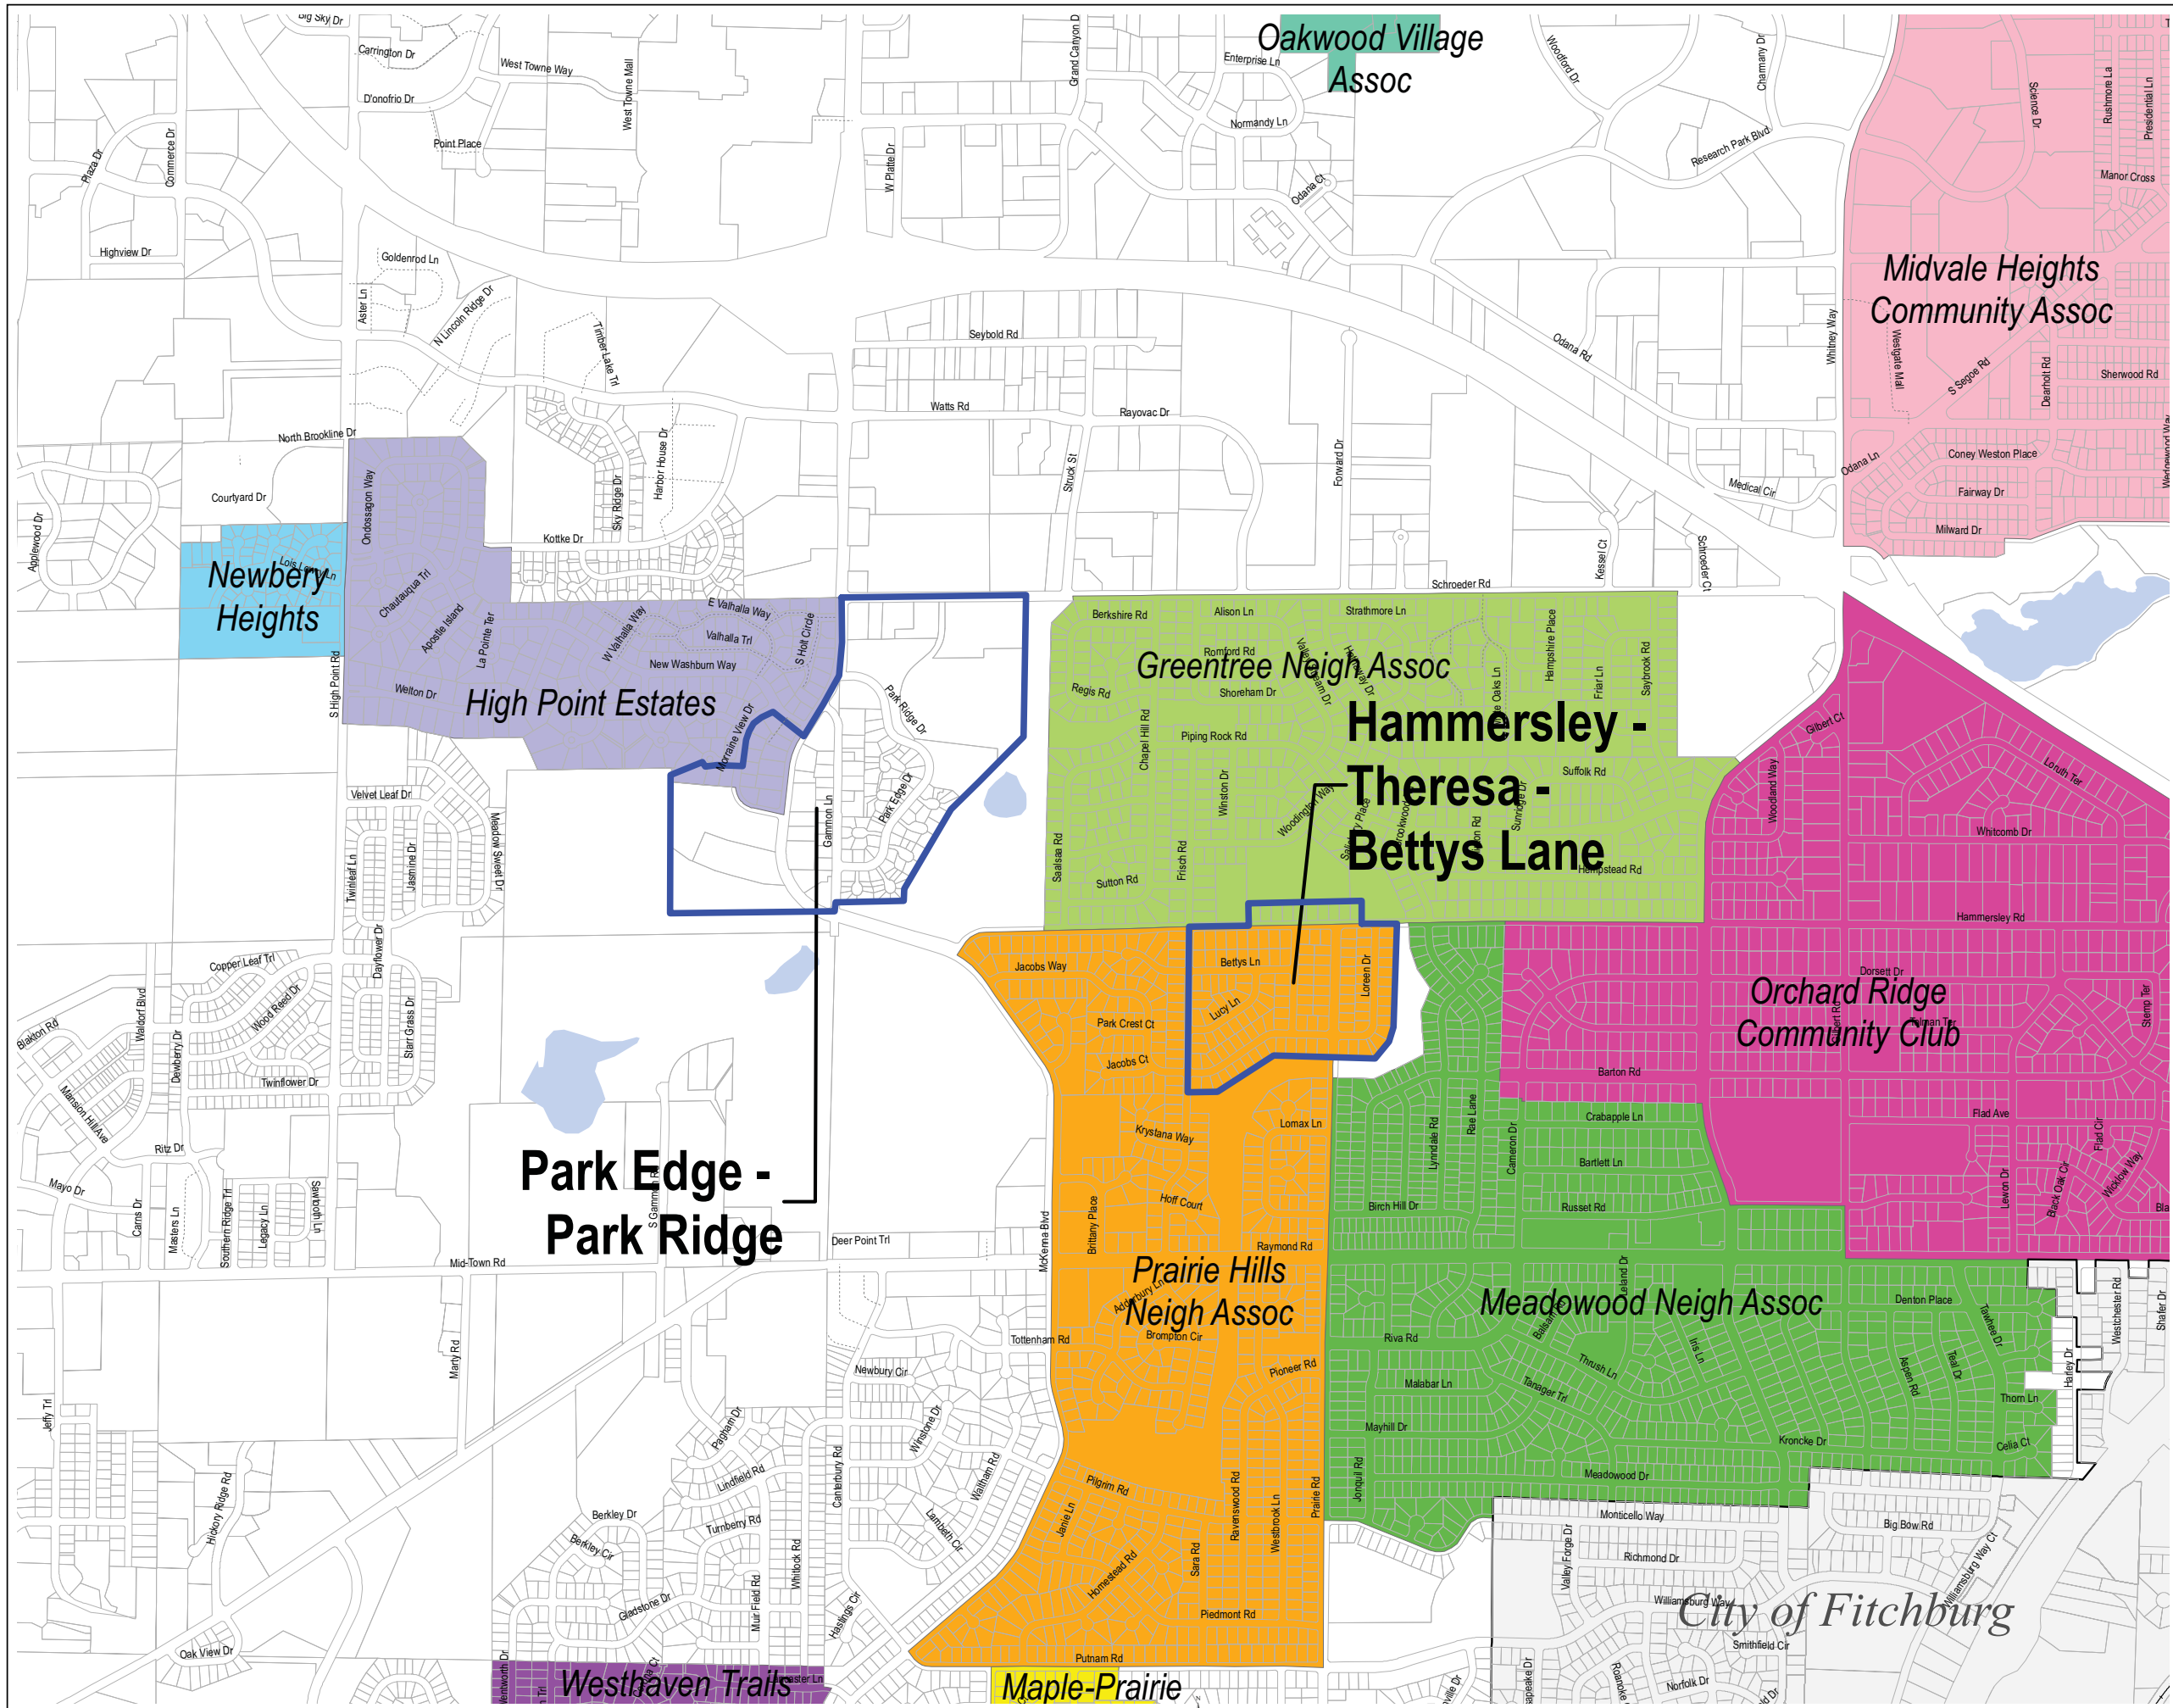 Big Sky Dr
Carrington Dr
West Towne Way
West Towne Mall
D'onofrio Dr
Point Place
Plaza Dr
Commerce Dr
Highview Dr
Grand Canyon D
Enterprise Ln
Oakwood Village
Assoc
Normandy Ln
W Platte Dr
Odana Ct
Woodford Dr
Charmany Dr
Research Park Blvd
Science Dr
Rushmore La
Presidential Ln
Manor Cross
Midvale Heights
Community Assoc
Goldenrod Ln
Aster Ln
N Lincoln Ridge Dr
Timber Lake Trl
Seybold Rd
Odana Rd
Whitney Way
Westgate Mall
S Segoe Rd
Dearholt Rd
Sherwood Rd
Watts Rd
Rayovac Dr
North Brookline Dr
Courtyard Dr
Ondossagon Way
Sky Ridge Dr
Harbor House Dr
Struck St
Forward Dr
Odana Ln
Coney Weston Place
Fairway Dr
Milward Dr
Medical Cir
Wedgewood Way
Applewood Dr
Kottke Dr
Kessel Ct
Schroeder Ct
Schroeder Rd
Newbery
Heights
Chautauqua Trl
Apostle Island
La Pointe Ter
W Valhalla Way
E Valhalla Way
Valhalla Trl
New Washburn Way
S Holt Circle
S High Point Rd
Welton Dr
High Point Estates
Morraine View Dr
Park Ridge Dr
Park Edge Dr
Gammon Ln
Berkshire Rd
Alison Ln
Strathmore Ln
Romford Rd
Greentree Neigh Assoc
Regis Rd
Shoreham Dr
Hampshire Place
Friar Ln
Saybrook Rd
Chapel Hill Rd
Piping Rock Rd
Hammersley -
Theresa -
Bettys Lane
Winston Dr
Woodington Way
Suffolk Rd
Sunridge Dr
Hempstead Rd
Saalsaa Rd
Sutton Rd
Frisch Rd
Gilbert Ct
Woodland Way
Loruth Ter
Whitcomb Dr
Hammersley Rd
Velvet Leaf Dr
Twinleaf Ln
Jasmine Dr
Meadow Sweet Dr
Dayflower Dr
Copper Leaf Trl
Wood Reed Dr
Starr Grass Dr
Waldorf Blvd
Dewberry Dr
Blakton Rd
Twinflower Dr
Mansion Hill Ave
Ritz Dr
Mayo Dr
Carns Dr
Masters Ln
Southern Ridge Trl
Legacy Ln
Sawtooth Ln
Jacobs Way
Bettys Ln
Lucy Ln
Loreen Dr
Park Crest Ct
Jacobs Ct
Dorsett Dr
Orchard Ridge
Community Club
Tolman Ter
Gilbert Rd
Stemp Ter
Barton Rd
Crabapple Ln
Flad Ave
Flad Cir
Krystana Way
Lomax Ln
Lynndale Rd
Rae Lane
Cameron Dr
Bartlett Ln
Park Edge -
Park Ridge
Hoff Court
Birch Hill Dr
Russet Rd
Lewon Dr
Black Oak Cir
Wicklow Way
Brittany Place
McKenna Blvd
Deer Point Trl
Mid-Town Rd
Raymond Rd
Prairie Hills
Neigh Assoc
Adderbury Ln
Brompton Cir
Meadowood Neigh Assoc
Leland Dr
Balsam Rd
Denton Place
Tawhee Dr
Westchester Rd
Shafer Dr
Harley Dr
Marty Rd
Tottenham Rd
Newbury Cir
Pioneer Rd
Riva Rd
Iris Ln
Thrush Ln
Malabar Ln
Tanager Trl
Aspen Rd
Teal Dr
Thorn Ln
Jeffy Trl
Pagham Dr
Winstone Dr
Mayhill Dr
Kroncke Dr
Celia Ct
Hickory Ridge Rd
Lindfield Rd
Canterbury Rd
Waltham Rd
Pilgrim Rd
Janie Ln
Ravenswood Rd
Westbrook Ln
Prairie Rd
Jonquil Rd
Meadowood Dr
Monticello Way
Big Bow Rd
Berkley Dr
Berkley Cir
Turnberry Rd
Lambeth Cir
Whitlock Rd
Muir Field Rd
Homestead Rd
Sara Rd
Valley Forge Dr
Richmond Dr
Williamsburg Way Ct
Williamsburg Way
City of Fitchburg
Gladstone Dr
Hastings Cir
Piedmont Rd
Smithfield Cir
Oak View Dr
Putnam Rd
Westhaven Trails
Maple-Prairie
Norfolk Dr